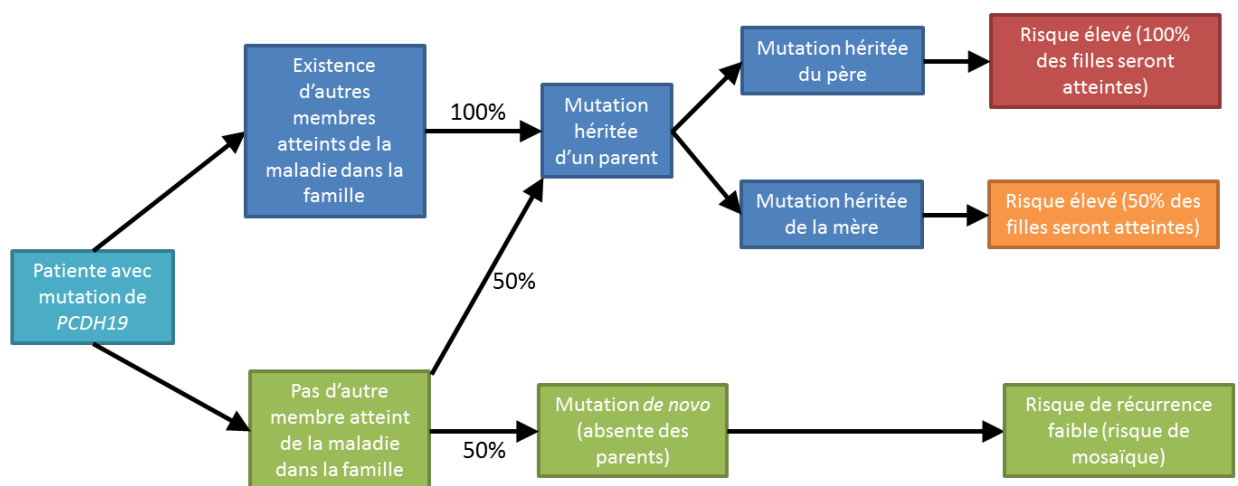 Patiente avec
mutation de
PCDH19
Existence
d'autres
membres
atteints de la
maladie dans la
famille
100%
Mutation
héritée
d'un parent
Mutation héritée
du père
Risque élevé (100%
des filles seront
atteintes)
Mutation héritée
de la mère
Risque élevé (50% des
filles seront atteintes)
50%
Pas d'autre
membre atteint
de la maladie
dans la famille
50%
Mutation de novo
(absente des
parents)
Risque de récurrence
faible (risque de
mosaïque)